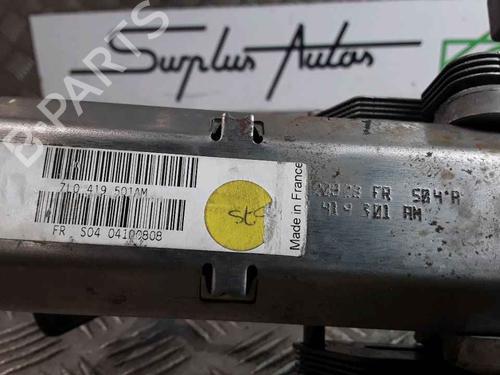 Surplus Autos
B-Parts
7L0 419 501AM
FR S04 04100808
Made in France
FR S04*A
419 501 AM